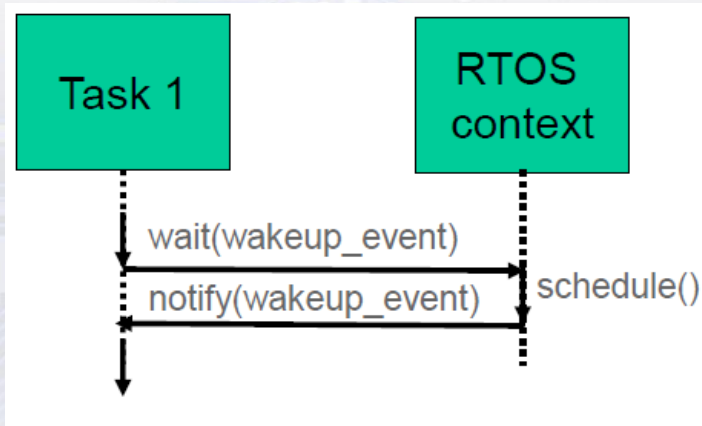 Task 1
RTOS
context
wait(wakeup_event)
notify(wakeup_event)
schedule()